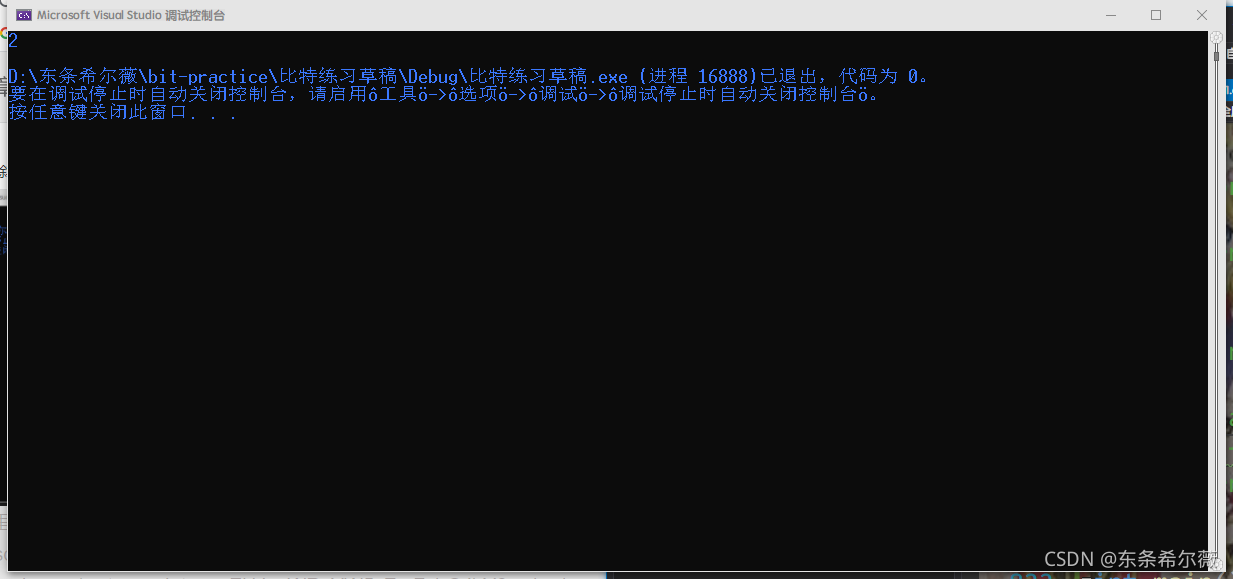 Microsoft Visual Studio 调试控制台
2
D:\东条希尔薇\bit-practice\比特练习草稿\Debug\比特练习草稿.exe (进程 16888)已退出，代码为 0。
要在调试停止时自动关闭控制台，请启用ô工具ö->ô选项ö->ô调试ö->ô调试停止时自动关闭控制台ö。
按任意键关闭此窗口. . .
CSDN @东条希尔薇